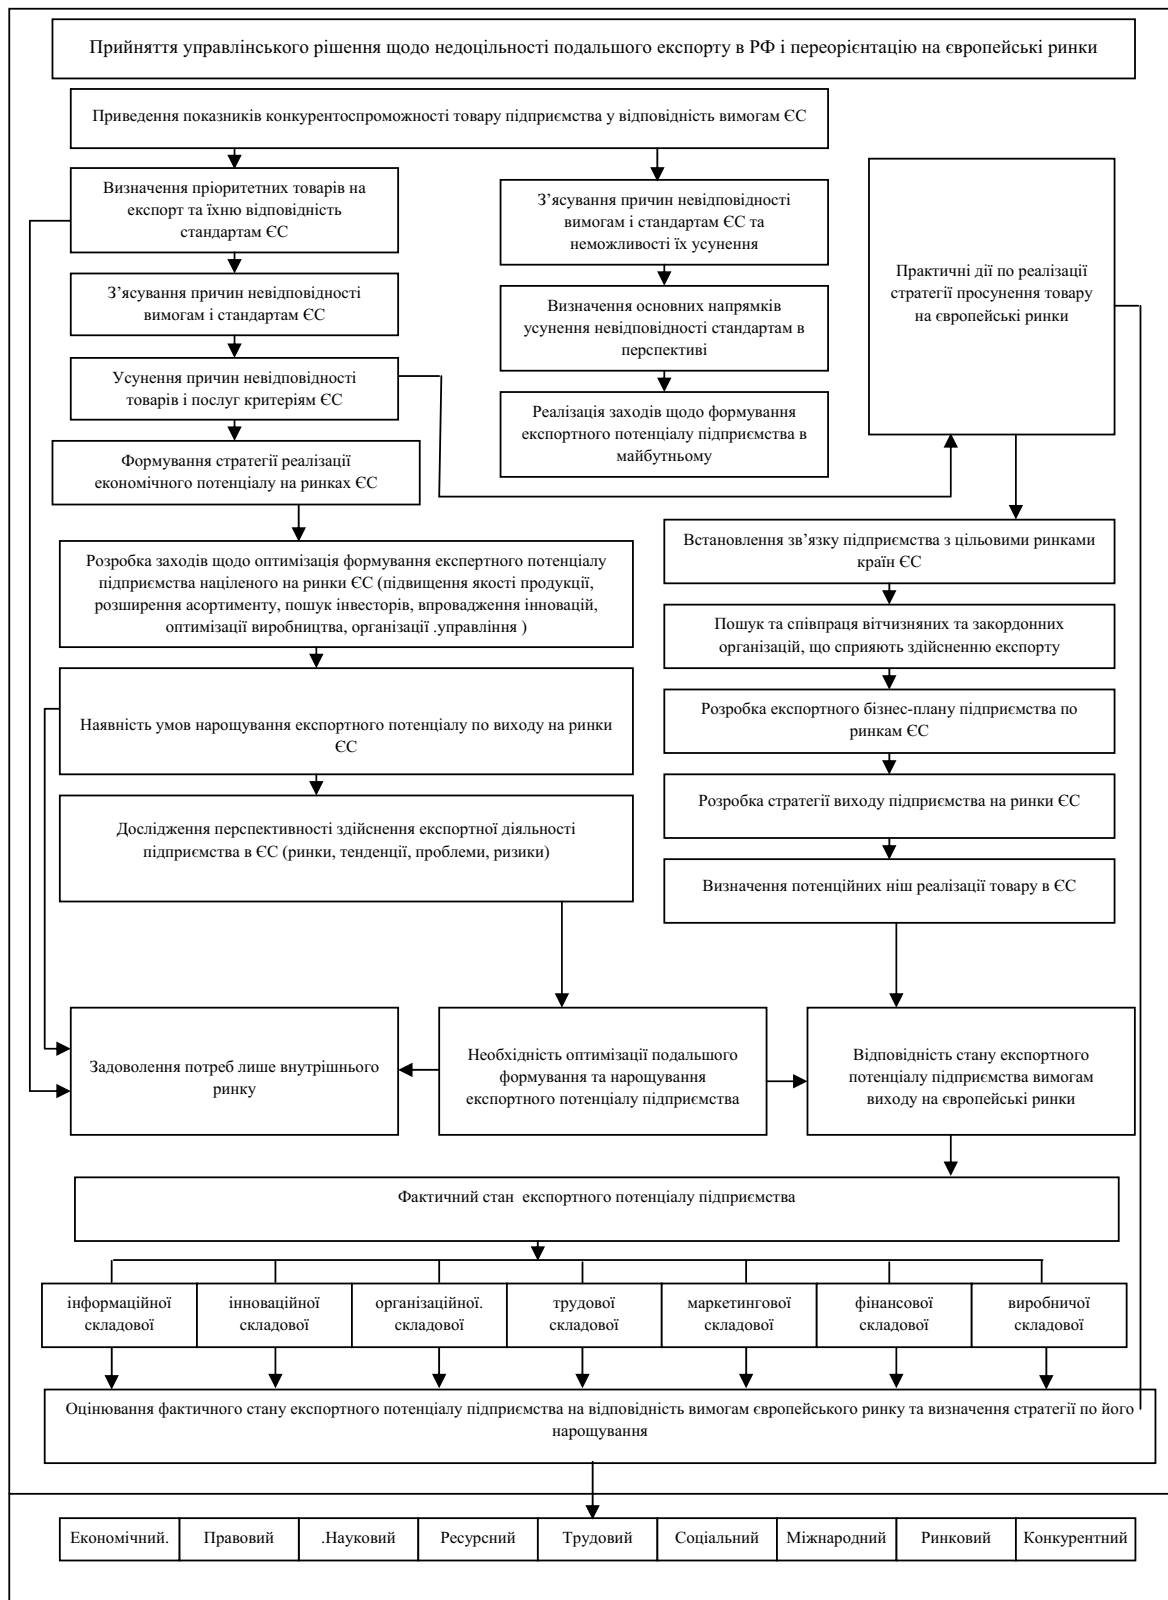 Прийняття управлінського рішення щодо недоцільності подальшого експорту в РФ і переорієнтацію на європейські ринки
Приведення показників конкурентоспроможності товару підприємства у відповідність вимогам ЄС
Визначення пріоритетних товарів на
експорт та їхню відповідність
стандартам ЄС
З’ясування причин невідповідності
вимогам і стандартам ЄС
Усунення причин невідповідності
товарів і послуг критеріям ЄС
Формування стратегії реалізації
економічного потенціалу на ринках ЄС
З’ясування причин невідповідності
вимогам і стандартам ЄС та
неможливості їх усунення
Визначення основних напрямків
усунення невідповідності стандартам в
перспективі
Реалізація заходів щодо формування
експортного потенціалу підприємства в
майбутньому
Практичні дії по реалізації
стратегії просунення товару
на європейські ринки
Розробка заходів щодо оптимізація формування експертного потенціалу
підприємства націленого на ринки ЄС (підвищення якості продукції,
розширення асортименту, пошук інвесторів, впровадження інновацій,
оптимізації виробництва, організації .управління )
Наявність умов нарощування експортного потенціалу по виходу на ринки
ЄС
Дослідження перспективності здійснення експортної діяльності
підприємства в ЄС (ринки, тенденції, проблеми, ризики)
Встановлення зв’язку підприємства з цільовими ринками
країн ЄС
Пошук та співпраця вітчизняних та закордонних
організацій, що сприяють здійсненню експорту
Розробка експортного бізнес-плану підприємства по
ринкам ЄС
Розробка стратегії виходу підприємства на ринки ЄС
Визначення потенційних ніш реалізації товару в ЄС
Задоволення потреб лише внутрішнього
ринку
Необхідність оптимізації подальшого
формування та нарощування
експортного потенціалу підприємства
Відповідність стану експортного
потенціалу підприємства вимогам
виходу на європейські ринки
Фактичний стан експортного потенціалу підприємства
інформаційної
складової
інноваційної
складової
організаційної.
складової
трудової
складової
маркетингової
складової
фінансової
складової
виробничої
складової
Оцінювання фактичного стану експортного потенціалу підприємства на відповідність вимогам європейського ринку та визначення стратегії по його
нарощування
Економічний.
Правовий
.Науковий
Ресурсний
Трудовий
Соціальний
Міжнародний
Ринковий
Конкурентний